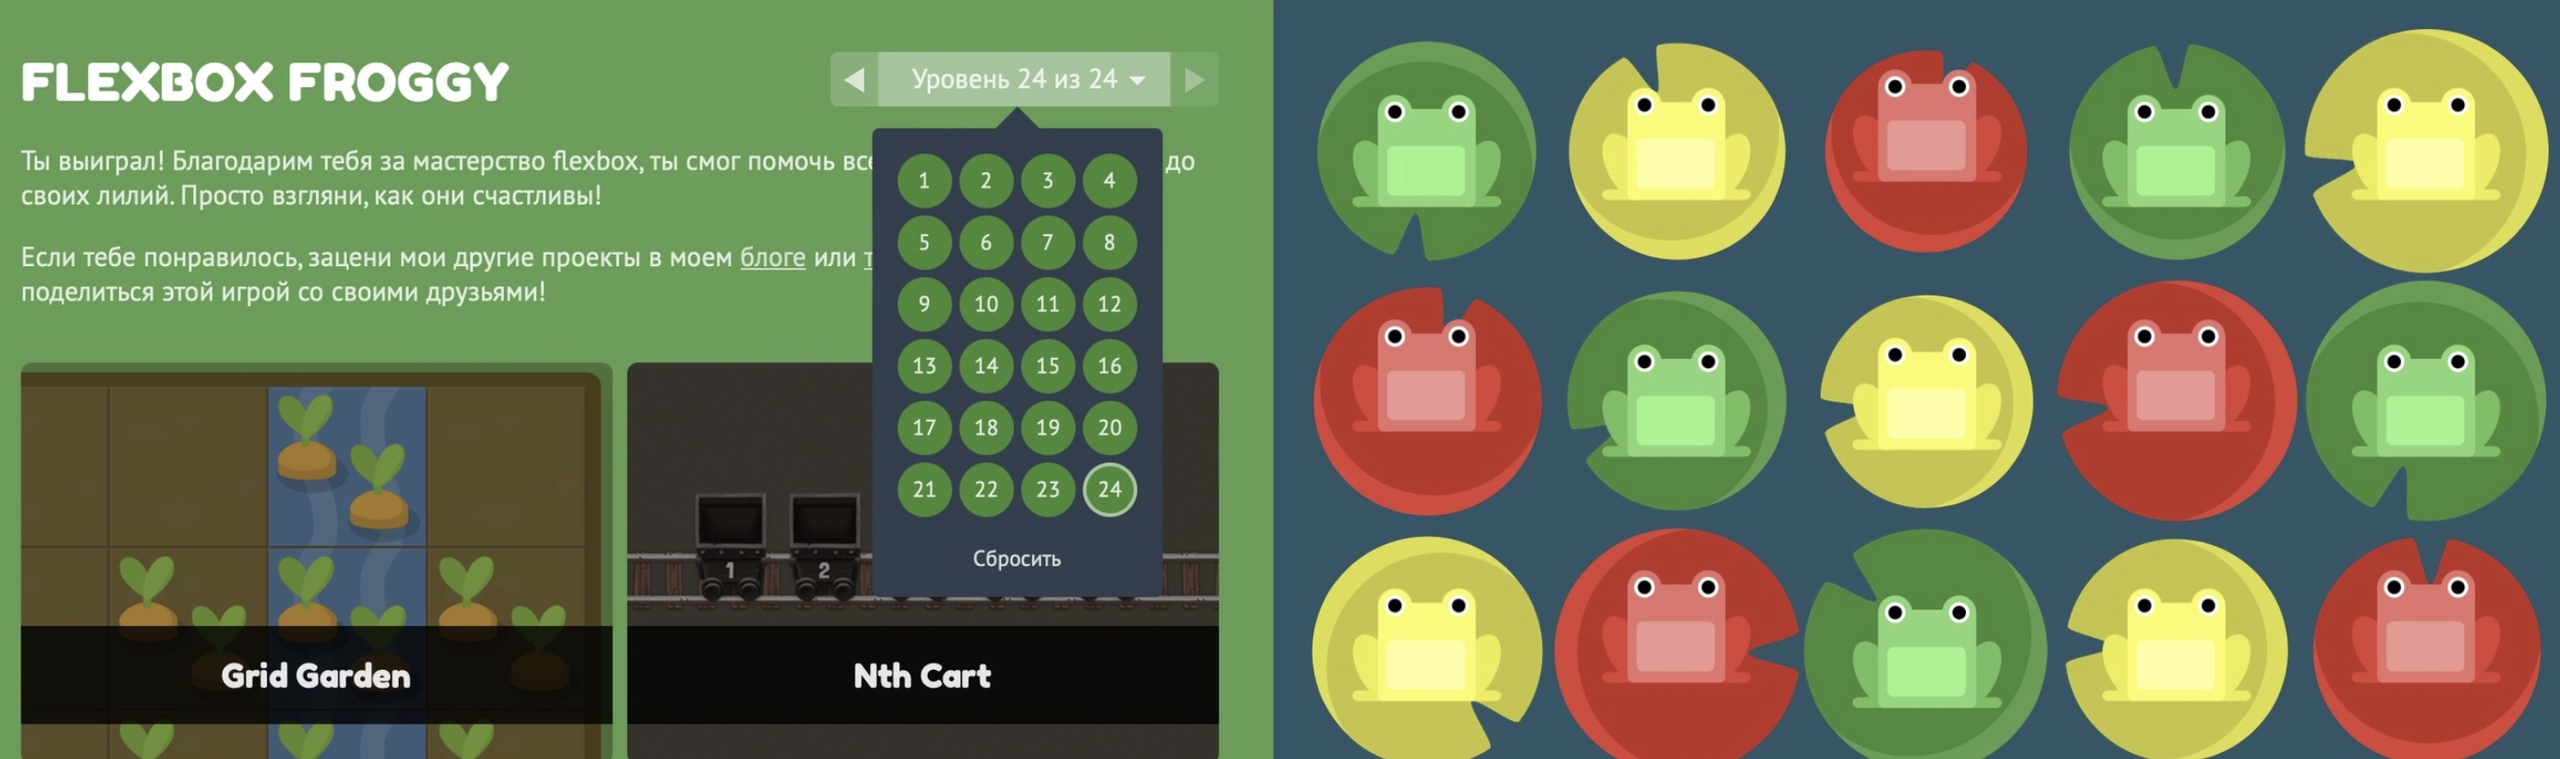 FLEXBOX FROGGY
Уровень 24 из 24
Ты выиграл! Благодарим тебя за мастерство flexbox, ты смог помочь до
своих лилий. Просто взгляни, как они счастливы!
Если тебе понравилось, зацени мои другие проекты в моем блоге или
поделиться этой игрой со своими друзьями!
1 2 3 4
5 6 7 8
9 10 11 12
13 14 15 16
17 18 19 20
21 22 23 24
Сбросить
1 2
Grid Garden
Nth Cart